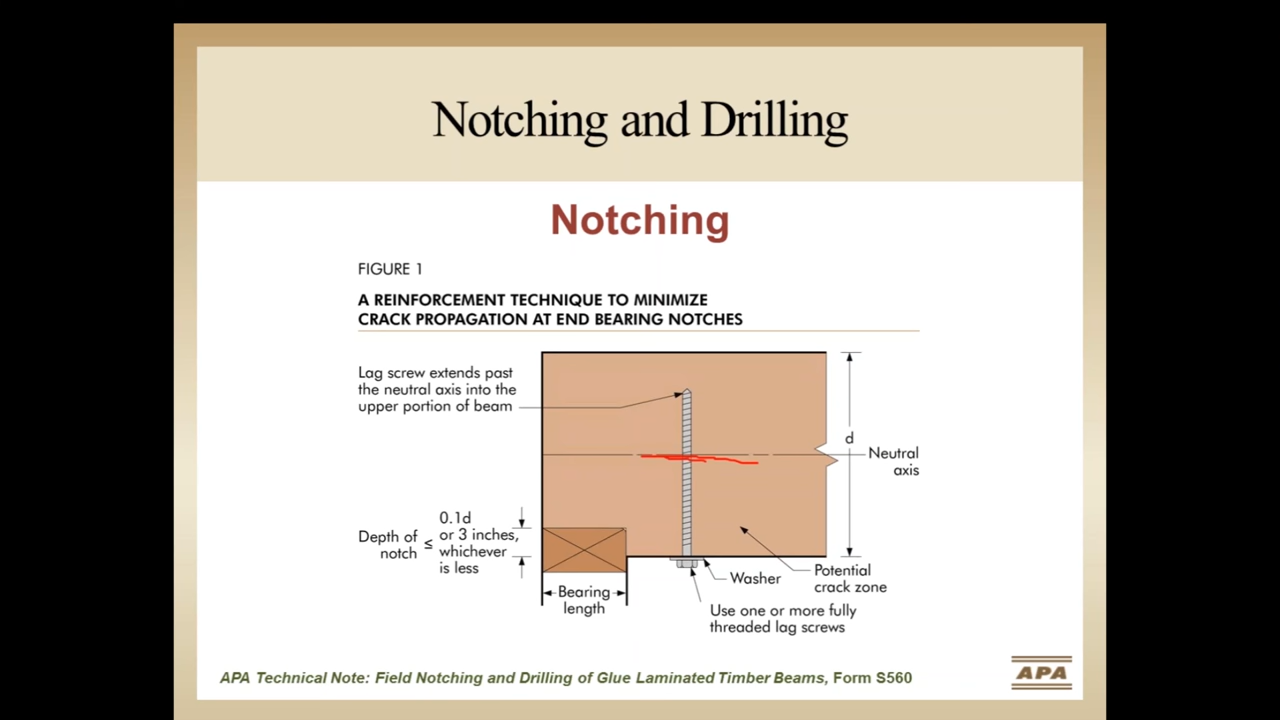 Notching and Drilling
Notching
FIGURE 1
A REINFORCEMENT TECHNIQUE TO MINIMIZE
CRACK PROPAGATION AT END BEARING NOTCHES
Lag screw extends past
the neutral axis into the
upper portion of beam
d
Neutral
axis
Depth of
notch
≤
0.1d
or 3 inches,
whichever
is less
Bearing
length
Washer
Potential
crack zone
Use one or more fully
threaded lag screws
APA Technical Note: Field Notching and Drilling of Glue Laminated Timber Beams, Form S560
APA